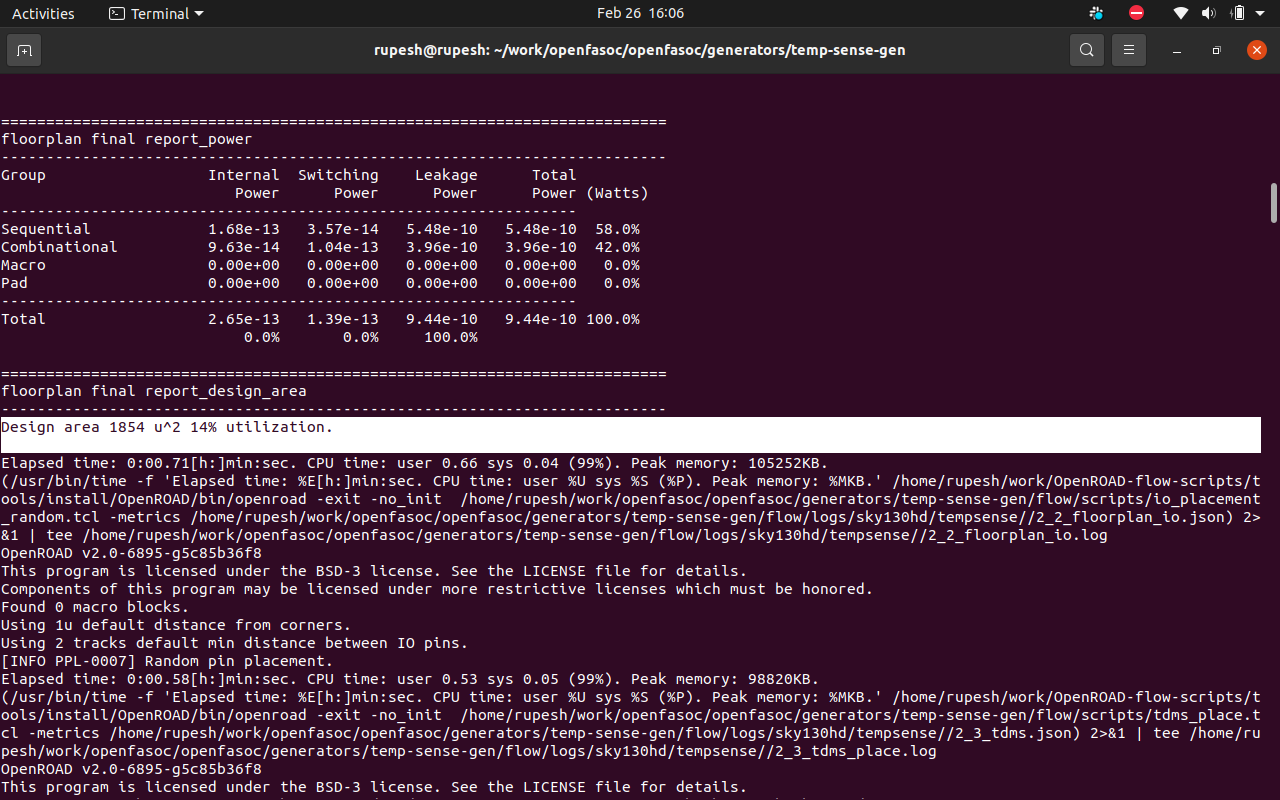 Activities   Terminal   Feb 26  16:06
rupesh@rupesh: ~/work/openfasoc/openfasoc/generators/temp-sense-gen
==========================================================================
floorplan final report_power
--------------------------------------------------------------------------
Group                  Internal  Switching    Leakage      Total
                          Power      Power      Power      Power (Watts)
----------------------------------------------------------------
Sequential             1.68e-13   3.57e-14   5.48e-10   5.48e-10  58.0%
Combinational          9.63e-14   1.04e-13   3.96e-10   3.96e-10  42.0%
Macro                  0.00e+00   0.00e+00   0.00e+00   0.00e+00   0.0%
Pad                    0.00e+00   0.00e+00   0.00e+00   0.00e+00   0.0%
----------------------------------------------------------------
Total                  2.65e-13   1.39e-13   9.44e-10   9.44e-10 100.0%
                           0.0%       0.0%     100.0%
==========================================================================
floorplan final report_design_area
--------------------------------------------------------------------------
Design area 1854 u^2 14% utilization.
Elapsed time: 0:00.71[h:]min:sec. CPU time: user 0.66 sys 0.04 (99%). Peak memory: 105252KB.
(/usr/bin/time -f 'Elapsed time: %E[h:]min:sec. CPU time: user %U sys %S (%P). Peak memory: %MKB.' /home/rupesh/work/OpenROAD-flow-scripts/t
ools/install/OpenROAD/bin/openroad -exit -no_init  /home/rupesh/work/openfasoc/openfasoc/generators/temp-sense-gen/flow/scripts/io_placement
_random.tcl -metrics /home/rupesh/work/openfasoc/openfasoc/generators/temp-sense-gen/flow/logs/sky130hd/tempsense//2_2_floorplan_io.json) 2>
&1 | tee /home/rupesh/work/openfasoc/openfasoc/generators/temp-sense-gen/flow/logs/sky130hd/tempsense//2_2_floorplan_io.log
OpenROAD v2.0-6895-g5c85b36f8
This program is licensed under the BSD-3 license. See the LICENSE file for details.
Components of this program may be licensed under more restrictive licenses which must be honored.
Found 0 macro blocks.
Using 1u default distance from corners.
Using 2 tracks default min distance between IO pins.
[INFO PPL-0007] Random pin placement.
Elapsed time: 0:00.58[h:]min:sec. CPU time: user 0.53 sys 0.05 (99%). Peak memory: 98820KB.
(/usr/bin/time -f 'Elapsed time: %E[h:]min:sec. CPU time: user %U sys %S (%P). Peak memory: %MKB.' /home/rupesh/work/OpenROAD-flow-scripts/t
ools/install/OpenROAD/bin/openroad -exit -no_init  /home/rupesh/work/openfasoc/openfasoc/generators/temp-sense-gen/flow/scripts/tdms_place.t
cl -metrics /home/rupesh/work/openfasoc/openfasoc/generators/temp-sense-gen/flow/logs/sky130hd/tempsense//2_3_tdms.json) 2>&1 | tee /home/ru
pesh/work/openfasoc/openfasoc/generators/temp-sense-gen/flow/logs/sky130hd/tempsense//2_3_tdms_place.log
OpenROAD v2.0-6895-g5c85b36f8
This program is licensed under the BSD-3 license. See the LICENSE file for details.